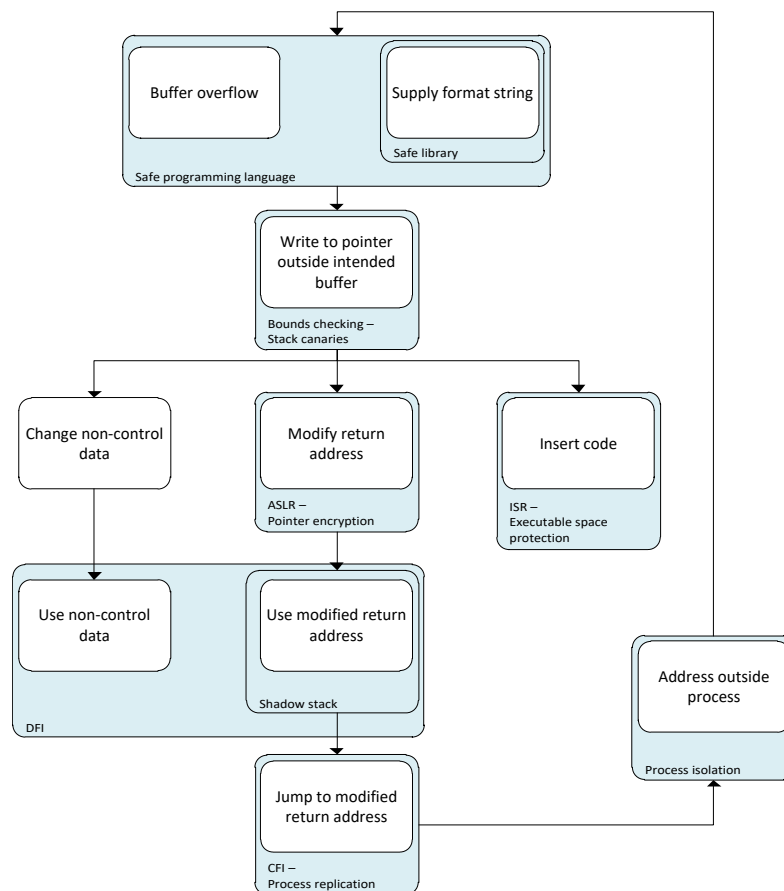 Buffer overflow
Supply format string
Safe library
Safe programming language
Write to pointer
outside intended
buffer
Bounds checking –
Stack canaries
Change non-control
data
Modify return
address
Insert code
ASLR –
Pointer encryption
ISR –
Executable space
protection
Use non-control
data
Use modified return
address
Shadow stack
DFI
Address outside
process
Process isolation
Jump to modified
return address
CFI –
Process replication